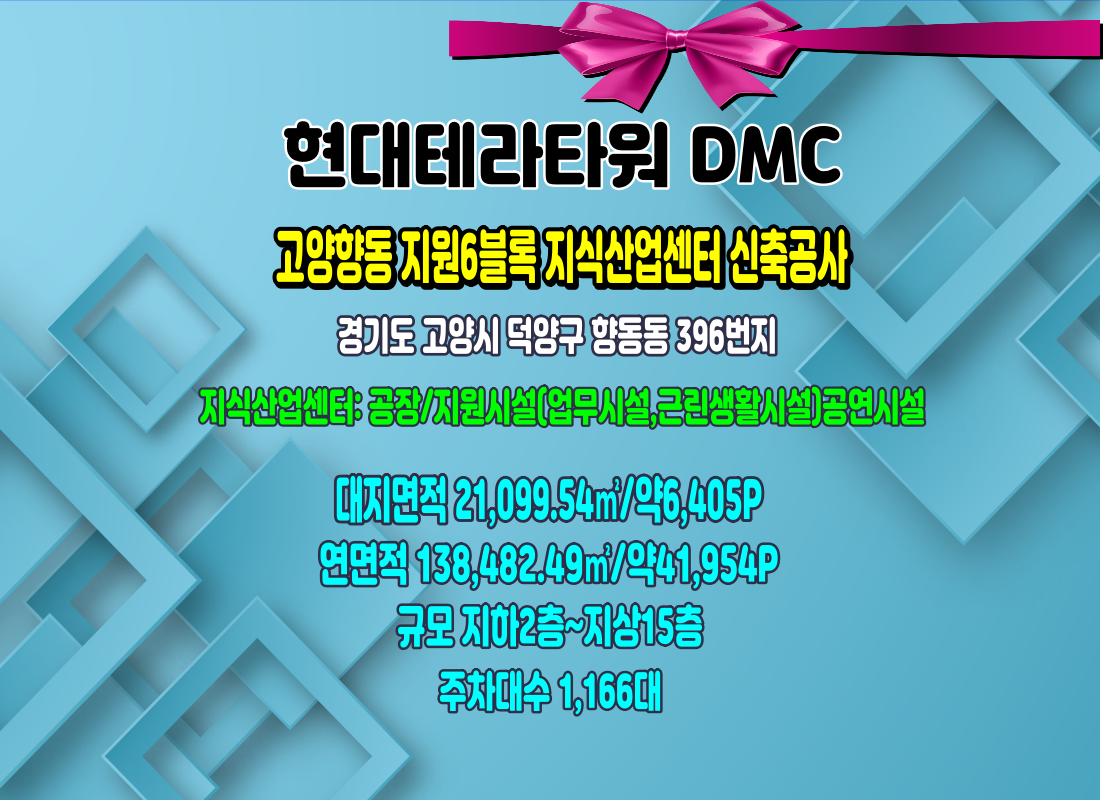 현대테라타워 DMC
고양향동 지원6블록 지식산업센터 신축공사
경기도 고양시 덕양구 향동동 396번지
지식산업센터: 공장/지원시설(업무시설,근린생활시설)공연시설
대지면적 21,099.54㎡/약6,405P
연면적 138,482.49㎡/약41,954P
규모 지하2층~지상15층
주차대수 1,166대